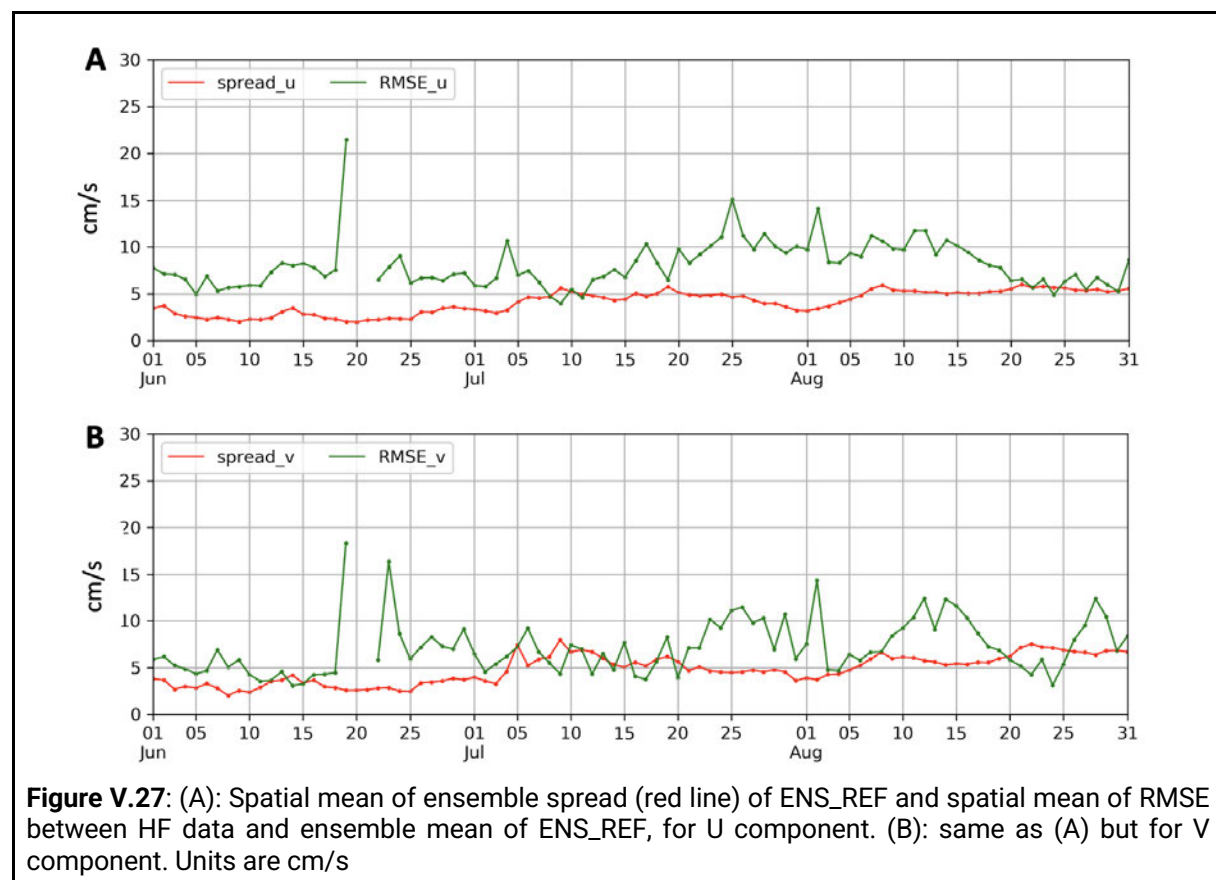 A
30
25
20
15
10
5
0
cm/s
spread_u RMSE_u
01 05 10 15 20 25 01 05 10 15 20 25 01 05 10 15 20 25 31
Jun Jul Aug
B
30
25
20
15
10
5
0
cm/s
spread_v RMSE_v
01 05 10 15 20 25 01 05 10 15 20 25 01 05 10 15 20 25 31
Jun Jul Aug
Figure V.27: (A): Spatial mean of ensemble spread (red line) of ENS_REF and spatial mean of RMSE
between HF data and ensemble mean of ENS_REF, for U component. (B): same as (A) but for V
component. Units are cm/s